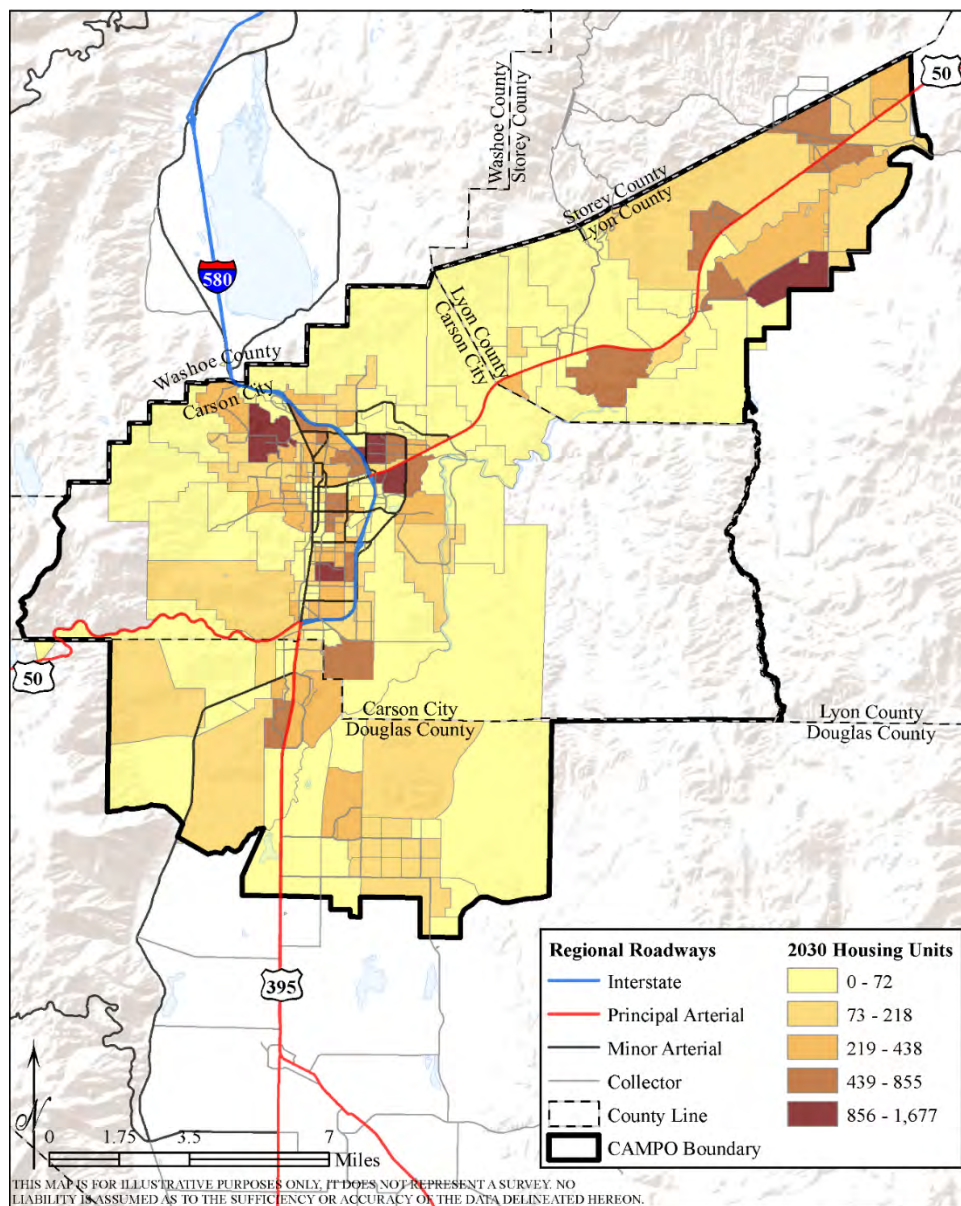 50
Washoe County
Storey County
Storey County
Lyon County
580
Lyon County
Carson City
Washoe County
Carson City
50
Carson City
Douglas County
Lyon County
Douglas County
395
Regional Roadways
Interstate
Principal Arterial
Minor Arterial
Collector
County Line
CAMPO Boundary
2030 Housing Units
0 - 72
73 - 218
219 - 438
439 - 855
856 - 1,677
N
0 1.75 3.5 7
Miles
THIS MAP IS FOR ILLUSTRATIVE PURPOSES ONLY, IT DOES NOT REPRESENT A SURVEY. NO
LIABILITY IS ASSUMED AS TO THE SUFFICIENCY OR ACCURACY OF THE DATA DELINEATED HEREON.